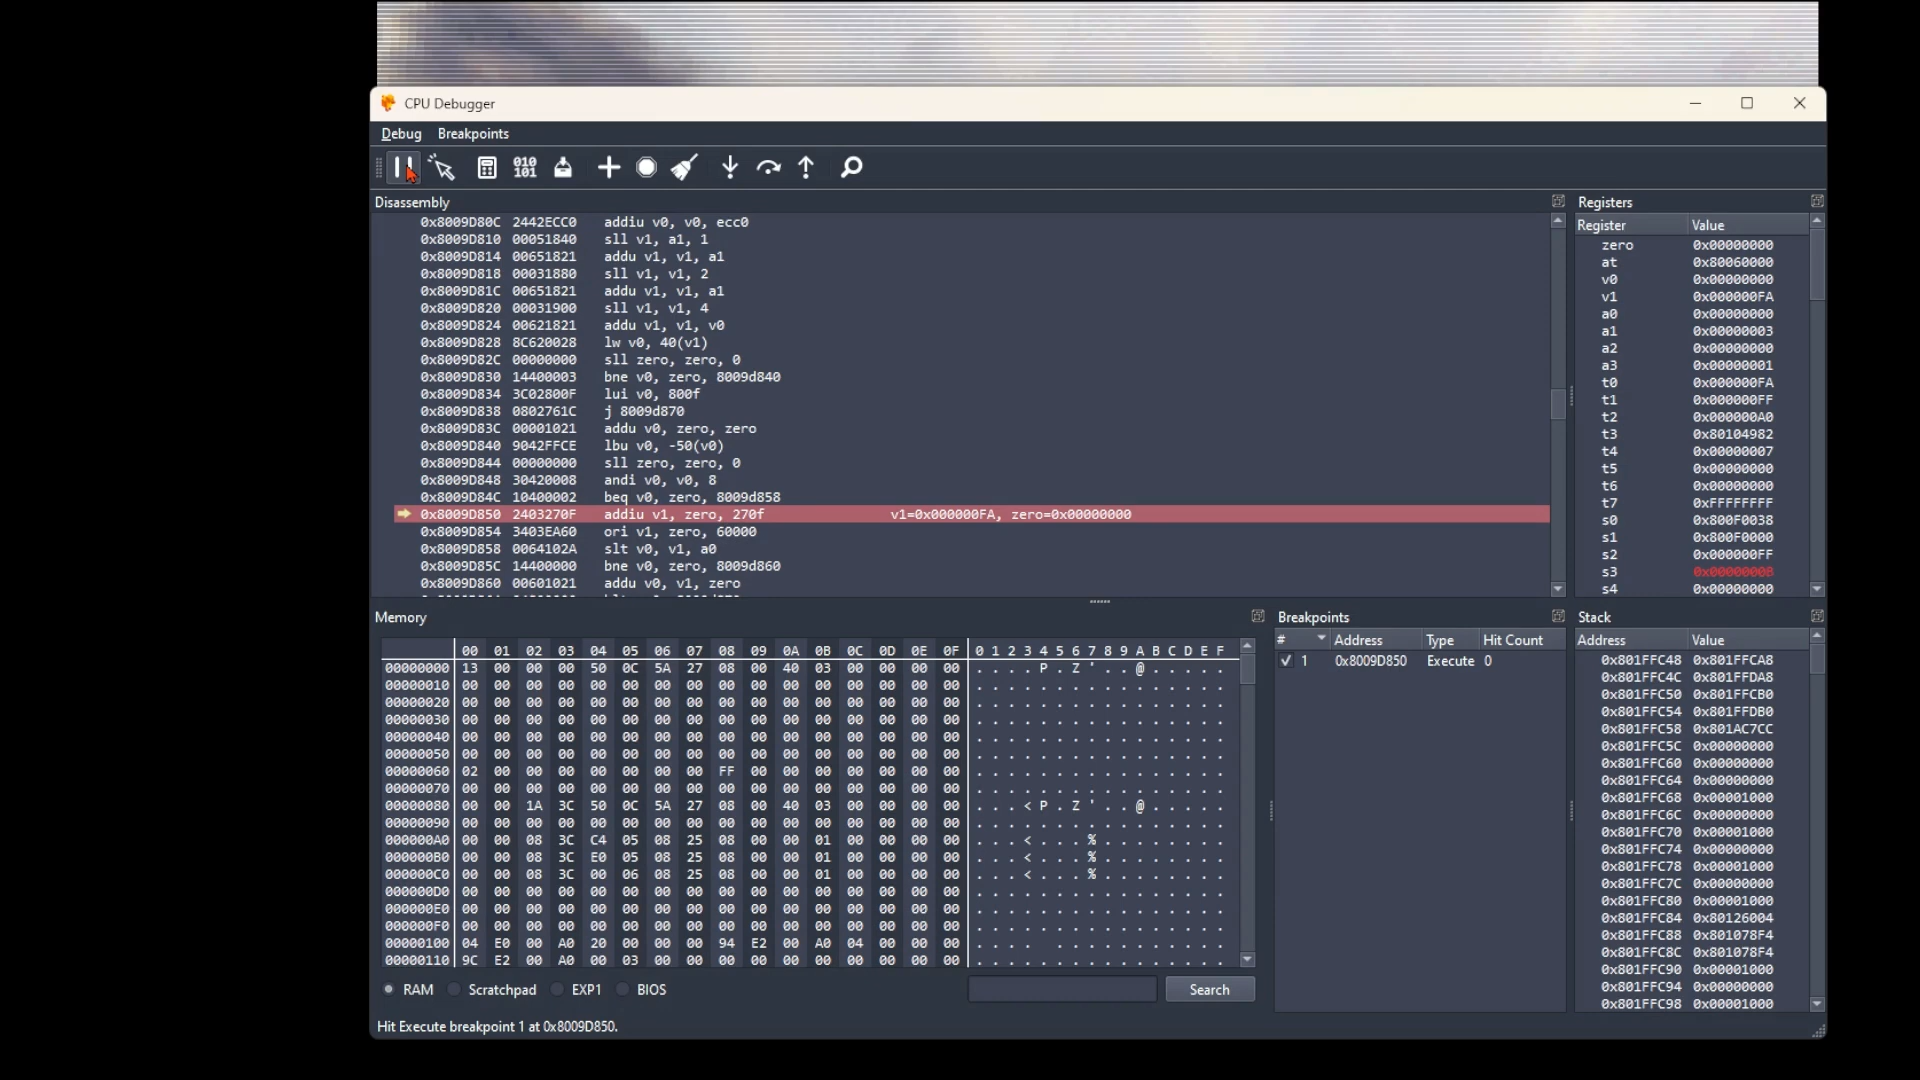 CPU Debugger
Debug Breakpoints
010
101
Disassembly
0x8009D80C 2442ECC0 addiu v0, v0, ecc0
0x8009D810 00051840 sll v1, a1, 1
0x8009D814 00651821 addu v1, v1, a1
0x8009D818 00031880 sll v1, v1, 2
0x8009D81C 00651821 addu v1, v1, a1
0x8009D820 00031900 sll v1, v1, 4
0x8009D824 00621821 addu v1, v1, v0
0x8009D828 8C620028 lw v0, 40(v1)
0x8009D82C 00000000 sll zero, zero, 0
0x8009D830 14400003 bne v0, zero, 8009d840
0x8009D834 3C02800F lui v0, 800f
0x8009D838 0802761C j 8009d870
0x8009D83C 00001021 addu v0, zero, zero
0x8009D840 9042FFCE lbu v0, -50(v0)
0x8009D844 00000000 sll zero, zero, 0
0x8009D848 30420008 andi v0, v0, 8
0x8009D84C 10400002 beq v0, zero, 8009d858
0x8009D850 2403270F addiu v1, zero, 270f v1=0x000000FA, zero=0x00000000
0x8009D854 3403EA60 ori v1, zero, 60000
0x8009D858 0064102A slt v0, v1, a0
0x8009D85C 14400000 bne v0, zero, 8009d860
0x8009D860 00601021 addu v0, v1, zero
Registers
Register Value
zero 0x00000000
at 0x80060000
v0 0x00000000
v1 0x000000FA
a0 0x00000000
a1 0x00000003
a2 0x00000000
a3 0x00000001
t0 0x000000FA
t1 0x000000FF
t2 0x000000A0
t3 0x80104982
t4 0x00000007
t5 0x00000000
t6 0x00000000
t7 0xFFFFFFFF
s0 0x800F0038
s1 0x800F0000
s2 0x000000FF
s3 0x0000000B
s4 0x00000000
Memory
00 01 02 03 04 05 06 07 08 09 0A 0B 0C 0D 0E 0F 0 1 2 3 4 5 6 7 8 9 A B C D E F
00000000 13 00 00 00 50 0C 5A 27 08 00 40 03 00 00 00 00 . . . . P . Z ' . . @ . . . . .
00000010 00 00 00 00 00 00 00 00 00 00 00 00 00 00 00 00 . . . . . . . . . . . . . . . .
00000020 00 00 00 00 00 00 00 00 00 00 00 00 00 00 00 00 . . . . . . . . . . . . . . . .
00000030 00 00 00 00 00 00 00 00 00 00 00 00 00 00 00 00 . . . . . . . . . . . . . . . .
00000040 00 00 00 00 00 00 00 00 00 00 00 00 00 00 00 00 . . . . . . . . . . . . . . . .
00000050 00 00 00 00 00 00 00 00 00 00 00 00 00 00 00 00 . . . . . . . . . . . . . . . .
00000060 02 00 00 00 00 00 00 00 FF 00 00 00 00 00 00 00 . . . . . . . . . . . . . . . .
00000070 00 00 00 00 00 00 00 00 00 00 00 00 00 00 00 00 . . . . . . . . . . . . . . . .
00000080 00 00 1A 3C 50 0C 5A 27 08 00 40 03 00 00 00 00 . . . < P . Z ' . . @ . . . . .
00000090 00 00 00 00 00 00 00 00 00 00 00 00 00 00 00 00 . . . . . . . . . . . . . . . .
000000A0 00 00 08 3C C4 05 08 25 08 00 00 01 00 00 00 00 . . . < . . . % . . . . . . . .
000000B0 00 00 08 3C E0 05 08 25 08 00 00 01 00 00 00 00 . . . < . . . % . . . . . . . .
000000C0 00 00 08 3C 00 06 08 25 08 00 00 01 00 00 00 00 . . . < . . . % . . . . . . . .
000000D0 00 00 00 00 00 00 00 00 00 00 00 00 00 00 00 00 . . . . . . . . . . . . . . . .
000000E0 00 00 00 00 00 00 00 00 00 00 00 00 00 00 00 00 . . . . . . . . . . . . . . . .
000000F0 00 00 00 00 00 00 00 00 00 00 00 00 00 00 00 00 . . . . . . . . . . . . . . . .
00000100 04 E0 00 A0 20 00 00 00 94 E2 00 A0 04 00 00 00 . . . .   . . . . . . . . . . .
00000110 9C E2 00 A0 00 03 00 00 00 00 00 00 00 00 00 00 . . . . . . . . . . . . . . . .
RAM Scratchpad EXP1 BIOS
Search
Breakpoints
# Address Type Hit Count
1 0x8009D850 Execute 0
Stack
Address Value
0x801FFC48 0x801FFCA8
0x801FFC4C 0x801FFDA8
0x801FFC50 0x801FFCB0
0x801FFC54 0x801FFDB0
0x801FFC58 0x801AC7CC
0x801FFC5C 0x00000000
0x801FFC60 0x00000000
0x801FFC64 0x00000000
0x801FFC68 0x00001000
0x801FFC6C 0x00000000
0x801FFC70 0x00001000
0x801FFC74 0x00000000
0x801FFC78 0x00001000
0x801FFC7C 0x00000000
0x801FFC80 0x00001000
0x801FFC84 0x80126004
0x801FFC88 0x801078F4
0x801FFC8C 0x801078F4
0x801FFC90 0x00001000
0x801FFC94 0x00000000
0x801FFC98 0x00001000
Hit Execute breakpoint 1 at 0x8009D850.